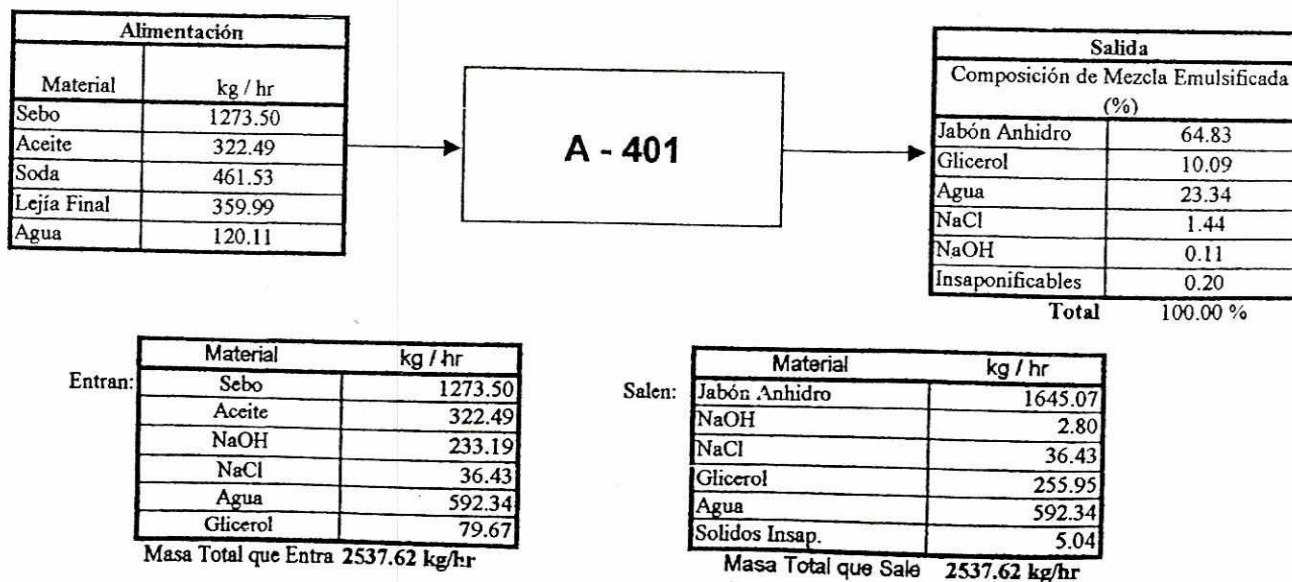 Alimentación
Material kg / hr
Sebo 1273.50
Aceite 322.49
Soda 461.53
Lejía Final 359.99
Agua 120.11
A - 401
Salida
Composición de Mezcla Emulsificada
(%)
Jabón Anhidro 64.83
Glicerol 10.09
Agua 23.34
NaCl 1.44
NaOH 0.11
Insaponificables 0.20
Total 100.00 %
Entran:
Material kg / hr
Sebo 1273.50
Aceite 322.49
NaOH 233.19
NaCl 36.43
Agua 592.34
Glicerol 79.67
Masa Total que Entra 2537.62 kg/hr
Salen:
Material kg / hr
Jabón Anhidro 1645.07
NaOH 2.80
NaCl 36.43
Glicerol 255.95
Agua 592.34
Solidos Insap. 5.04
Masa Total que Sale 2537.62 kg/hr